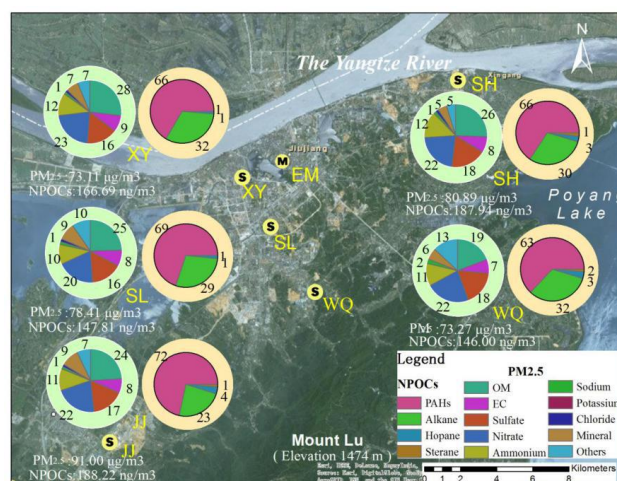 The Yangtze River
N
Xingang
S
SH
Jiujiang
M
EM
S
XY
S
SL
S
WQ
S
JJ
Poyang
Lake
7 7
1
12
23
16
9
28
XY
66
1
1
32
PM2.5 :73.11 μg/m3
NPOCs:166.69 ng/m3
10
9
1
10
20
16
8
25
SL
69
1
1
29
PM2.5 :78.41 μg/m3
NPOCs:147.81 ng/m3
7
9
1
11
22
17
8
24
JJ
72
1
4
23
PM2.5 :91.00 μg/m3
NPOCs:188.22 ng/m3
5
1 5
12
22
18
8
26
SH
66
1
3
30
PM2.5 :80.89 μg/m3
NPOCs:187.94 ng/m3
13
6
2
11
22
18
7
19
WQ
63
2
3
32
:73.27 μg/m3
NPOCs:146.00 ng/m3
Mount Lu
( Elevation 1474 m )
Legend
NPOCs
PAHs
Alkane
Hopane
Sterane
PM2.5
OM
EC
Sulfate
Nitrate
Ammonium
Sodium
Potassium
Chloride
Mineral
Others
Kilometers
0 1 2 4 6 8